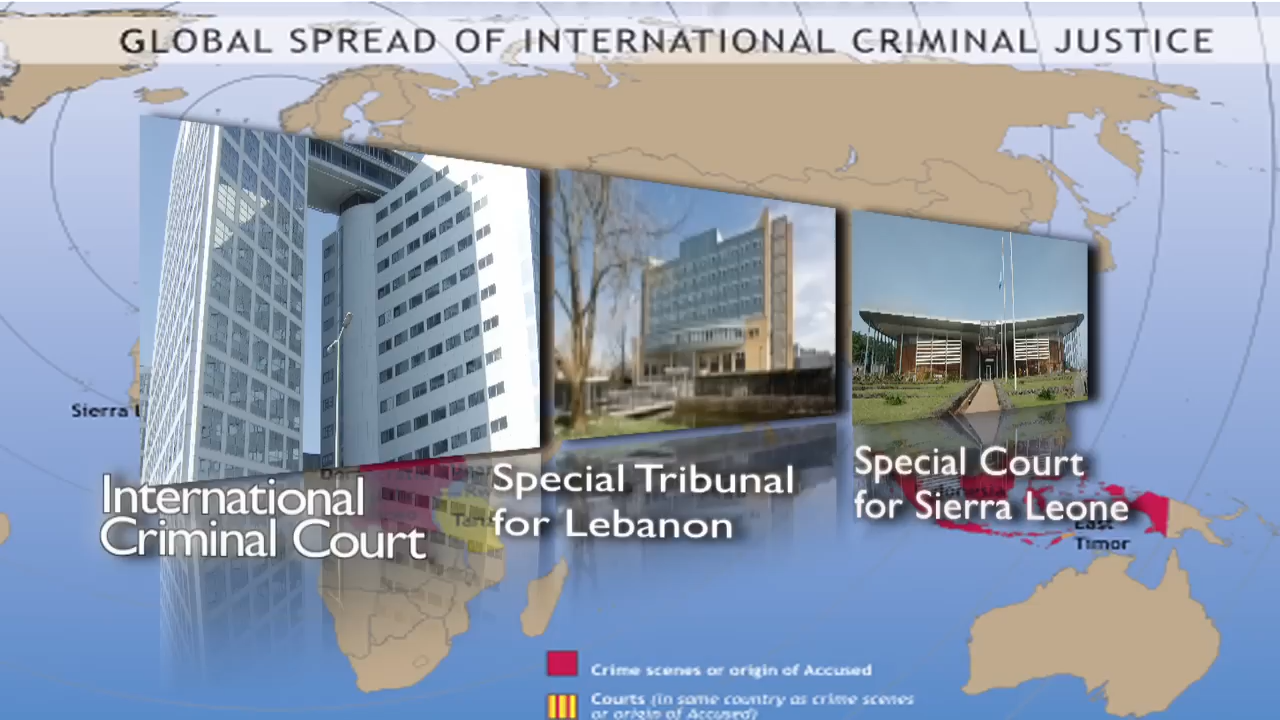 GLOBAL SPREAD OF INTERNATIONAL CRIMINAL JUSTICE
Sierra
International
Criminal Court
Special Tribunal
for Lebanon
Special Court
for Sierra Leone
East
Timor
Crime scenes or origin of Accused
Courts (in same country as crime scenes
or origin of Accused)